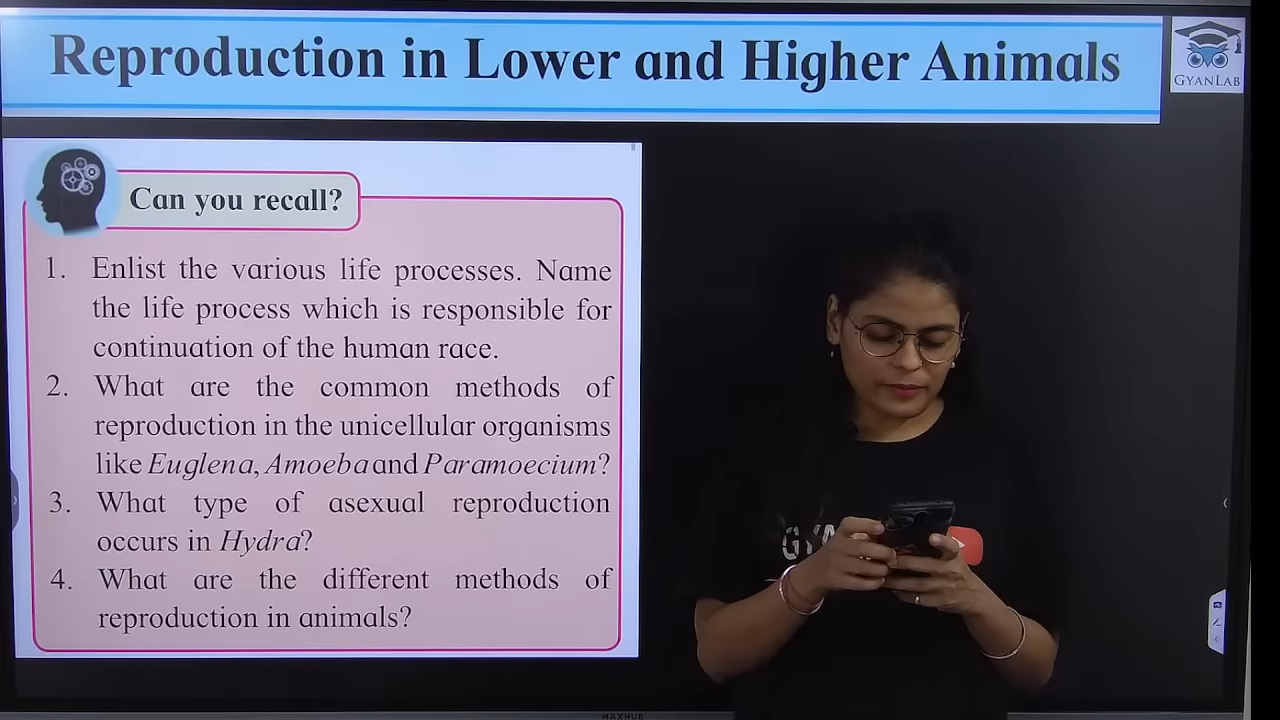 Reproduction in Lower and Higher Animals
GYANLAB
Can you recall?
1. Enlist the various life processes. Name
the life process which is responsible for
continuation of the human race.
2. What are the common methods of
reproduction in the unicellular organisms
like Euglena, Amoeba and Paramoecium?
3. What type of asexual reproduction
occurs in Hydra?
4. What are the different methods of
reproduction in animals?
GYA
MAXHUB